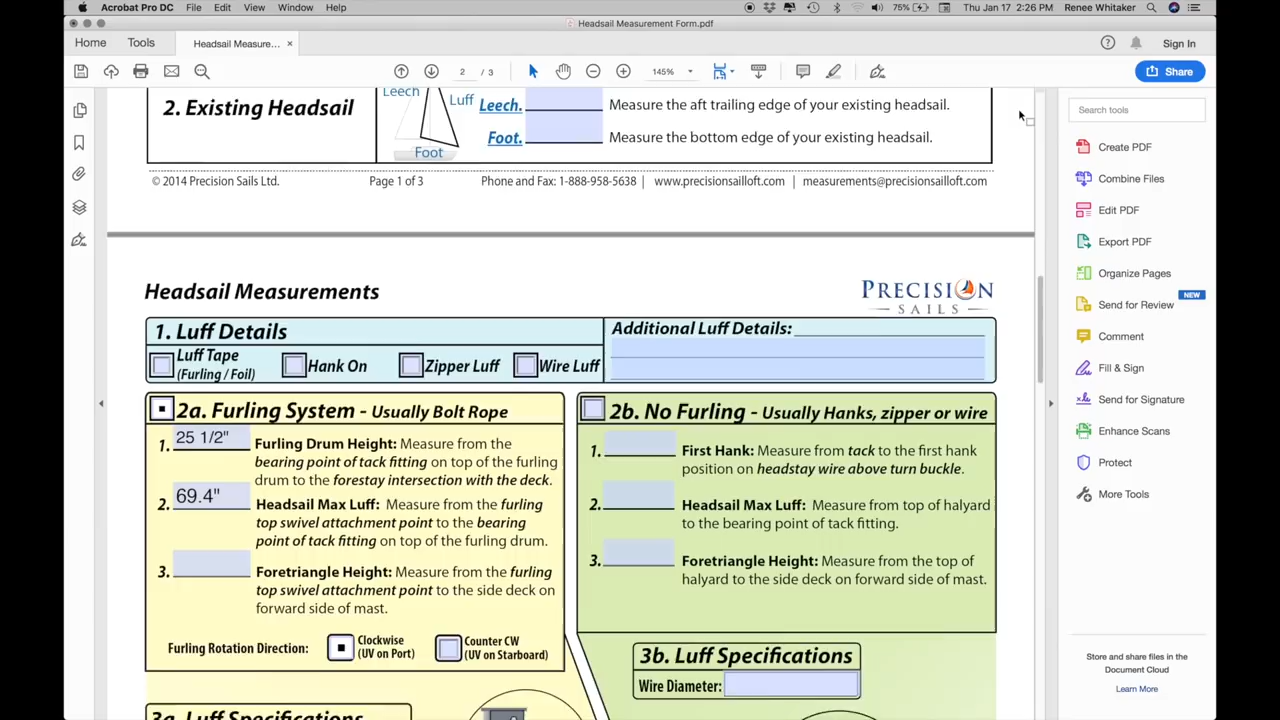 Acrobat Pro DC File Edit View Window Help 75% Thu Jan 17 2:26 PM Renee Whitaker
Headsail Measurement Form.pdf
Home Tools Headsail Measure... × Sign In
2 / 3 145% Share
2. Existing Headsail
Leech
Luff
Foot
Leech. Measure the aft trailing edge of your existing headsail.
Foot. Measure the bottom edge of your existing headsail.
© 2014 Precision Sails Ltd. Page 1 of 3 Phone and Fax: 1-888-958-5638 | www.precisionsailloft.com | measurements@precisionsailloft.com
Headsail Measurements
PRECISION
SAILS
1. Luff Details
Luff Tape
(Furling / Foil)
Hank On
Zipper Luff
Wire Luff
Additional Luff Details:
2a. Furling System - Usually Bolt Rope
1. 25 1/2" Furling Drum Height: Measure from the
bearing point of tack fitting on top of the furling
drum to the forestay intersection with the deck.
2. 69.4" Headsail Max Luff: Measure from the furling
top swivel attachment point to the bearing
point of tack fitting on top of the furling drum.
3. Foretriangle Height: Measure from the furling
top swivel attachment point to the side deck on
forward side of mast.
Furling Rotation Direction:
Clockwise
(UV on Port)
Counter CW
(UV on Starboard)
2b. No Furling - Usually Hanks, zipper or wire
1. First Hank: Measure from tack to the first hank
position on headstay wire above turn buckle.
2. Headsail Max Luff: Measure from top of halyard
to the bearing point of tack fitting.
3. Foretriangle Height: Measure from the top of
halyard to the side deck on forward side of mast.
3b. Luff Specifications
Wire Diameter:
3a. Luff Specifications
Search tools
Create PDF
Combine Files
Edit PDF
Export PDF
Organize Pages
Send for Review NEW
Comment
Fill & Sign
Send for Signature
Enhance Scans
Protect
More Tools
Store and share files in the
Document Cloud
Learn More